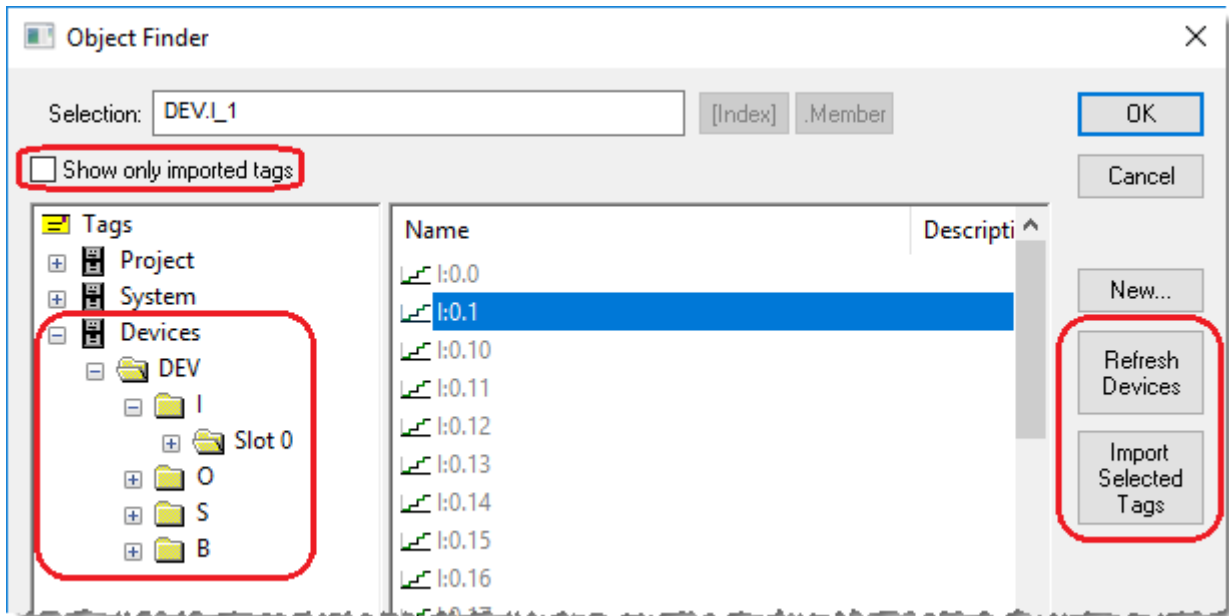 Object Finder
Selection: DEV.I_1 [Index] .Member OK
Show only imported tags
Cancel
Tags
Project
System
Devices
DEV
I
Slot 0
O
S
B
Name Descripti
I:0.0
I:0.1
I:0.10
I:0.11
I:0.12
I:0.13
I:0.14
I:0.15
I:0.16
New...
Refresh
Devices
Import
Selected
Tags